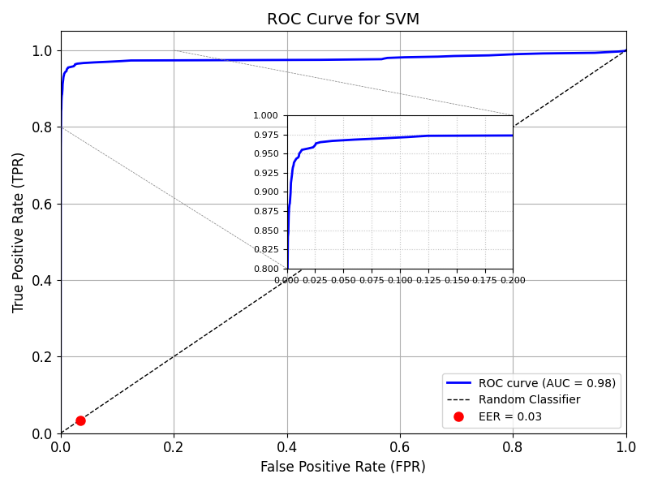 ROC Curve for SVM
True Positive Rate (TPR)
1.0
0.8
0.6
0.4
0.2
0.0
1.000
0.975
0.950
0.925
0.900
0.875
0.850
0.825
0.800
0.000 0.025 0.050 0.075 0.100 0.125 0.150 0.175 0.200
ROC curve (AUC = 0.98)
Random Classifier
EER = 0.03
0.0 0.2 0.4 0.6 0.8 1.0
False Positive Rate (FPR)